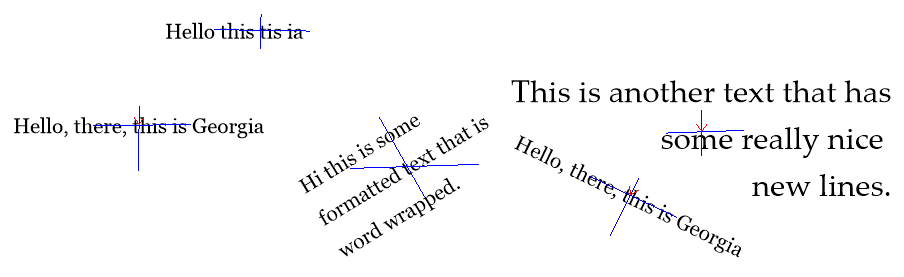 Hello this tis ia
Hello, there, this is Georgia
Hi this is some
formatted text that is
word wrapped.
Hello, there, this is Georgia
This is another text that has
some really nice
new lines.